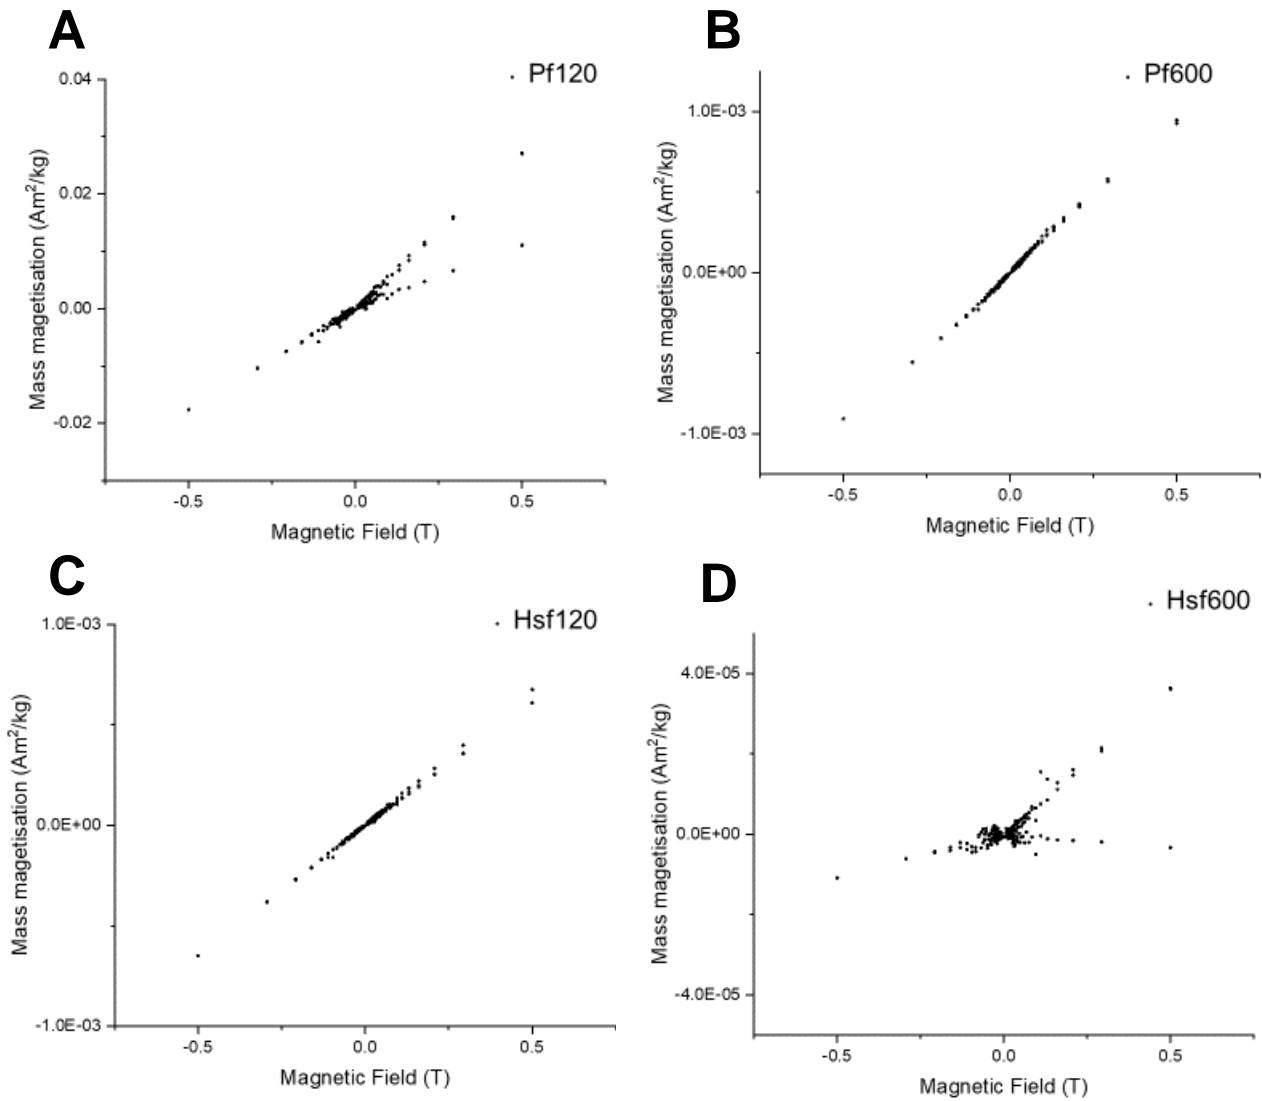 A
Pf120
0.04
0.02
0.00
-0.02
-0.5
0.0
0.5
Mass magetisation (Am²/kg)
Magnetic Field (T)
B
Pf600
1.0E-03
0.0E+00
-1.0E-03
-0.5
0.0
0.5
Mass magetisation (Am²/kg)
Magnetic Field (T)
C
Hsf120
1.0E-03
0.0E+00
-1.0E-03
-0.5
0.0
0.5
Mass magetisation (Am²/kg)
Magnetic Field (T)
D
Hsf600
4.0E-05
0.0E+00
-4.0E-05
-0.5
0.0
0.5
Mass magetisation (Am²/kg)
Magnetic Field (T)